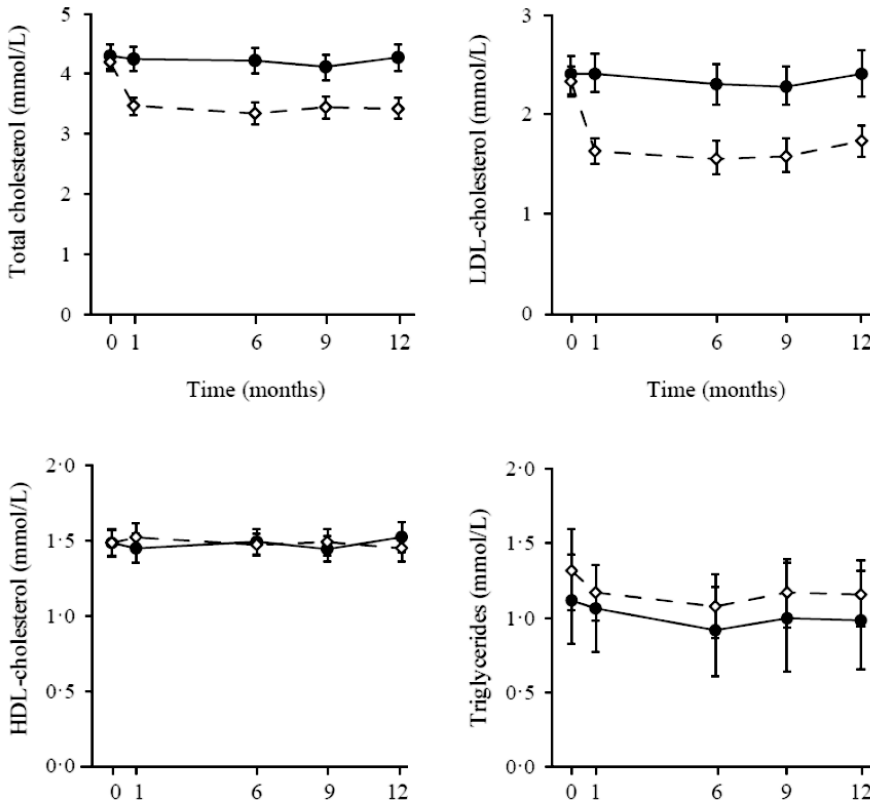 Total cholesterol (mmol/L)
5
4
3
2
1
0
0 1 6 9 12
Time (months)
LDL-cholesterol (mmol/L)
3
2
1
0
0 1 6 9 12
Time (months)
HDL-cholesterol (mmol/L)
2·0
1·5
1·0
0·5
0·0
0 1 6 9 12
Triglycerides (mmol/L)
2·0
1·5
1·0
0·5
0·0
0 1 6 9 12